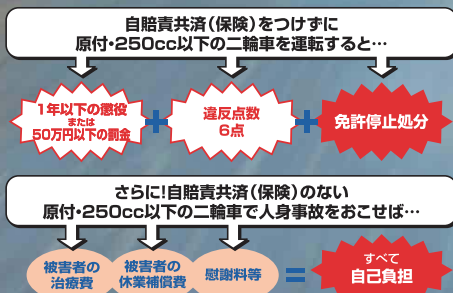 自賠責共済(保険)をつけずに
原付・250cc以下の二輪車を運転すると…
1年以下の懲役
または
50万円以下の罰金
+
違反点数
6点
+
免許停止処分
さらに!自賠責共済(保険)のない
原付・250cc以下の二輪車で人身事故をおこせば…
被害者の
治療費
被害者の
休業補償費
慰謝料等
=
すべて
自己負担